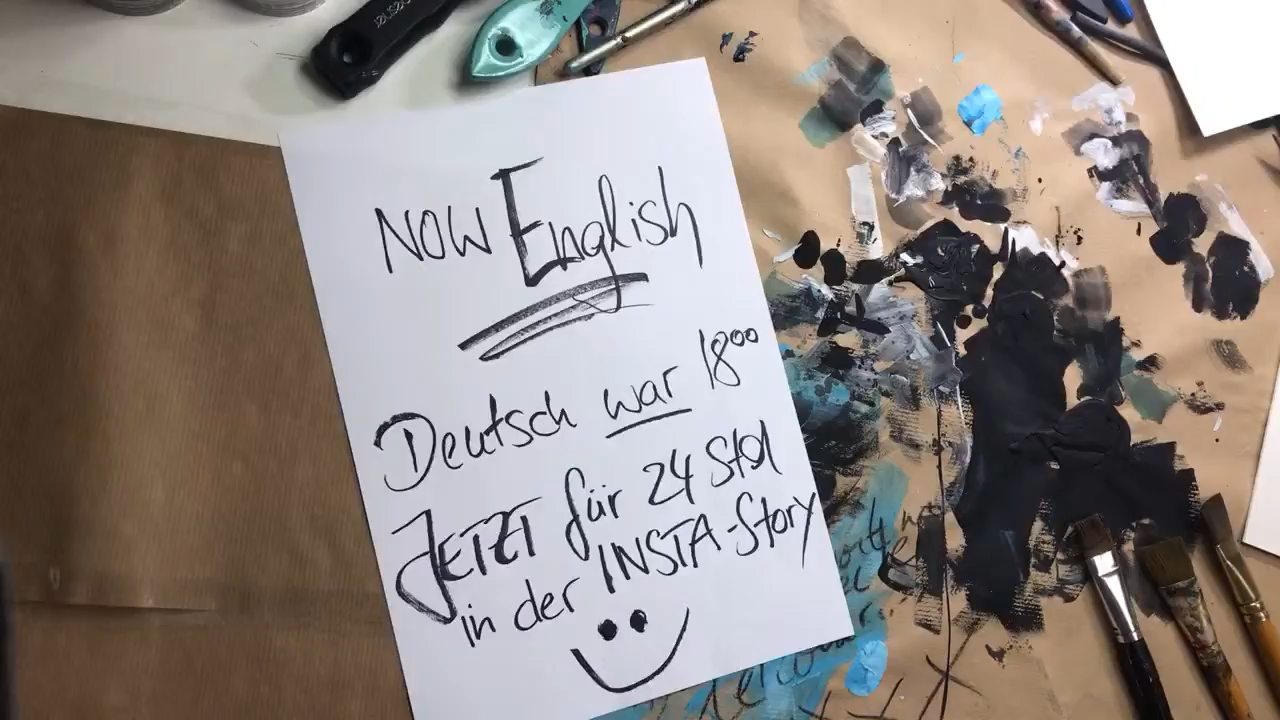 NOW English
Deutsch war 18⁰⁰
JETZT für 24 Std
in der INSTA-Story